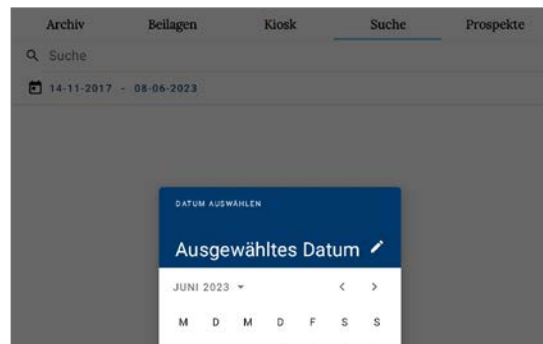 Archiv Beilagen Kiosk Suche Prospekte
Suche
14-11-2017 - 08-06-2023
DATUM AUSWÄHLEN
Ausgewähltes Datum
JUNI 2023
M D M D F S S